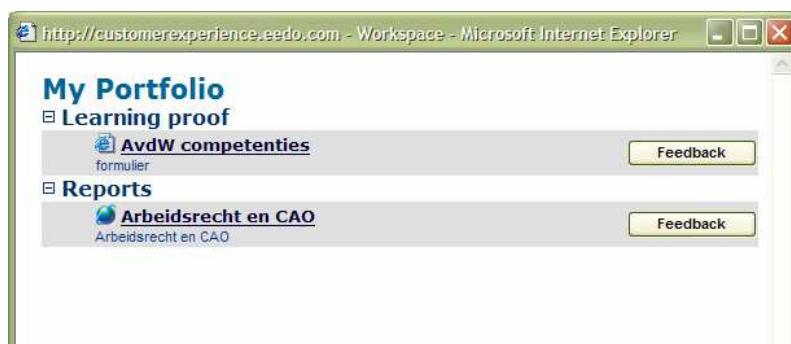 http://customerexperience.eedo.com - Workspace - Microsoft Internet Explorer
My Portfolio
Learning proof
AvdW competenties
formulier
Feedback
Reports
Arbeidsrecht en CAO
Arbeidsrecht en CAO
Feedback